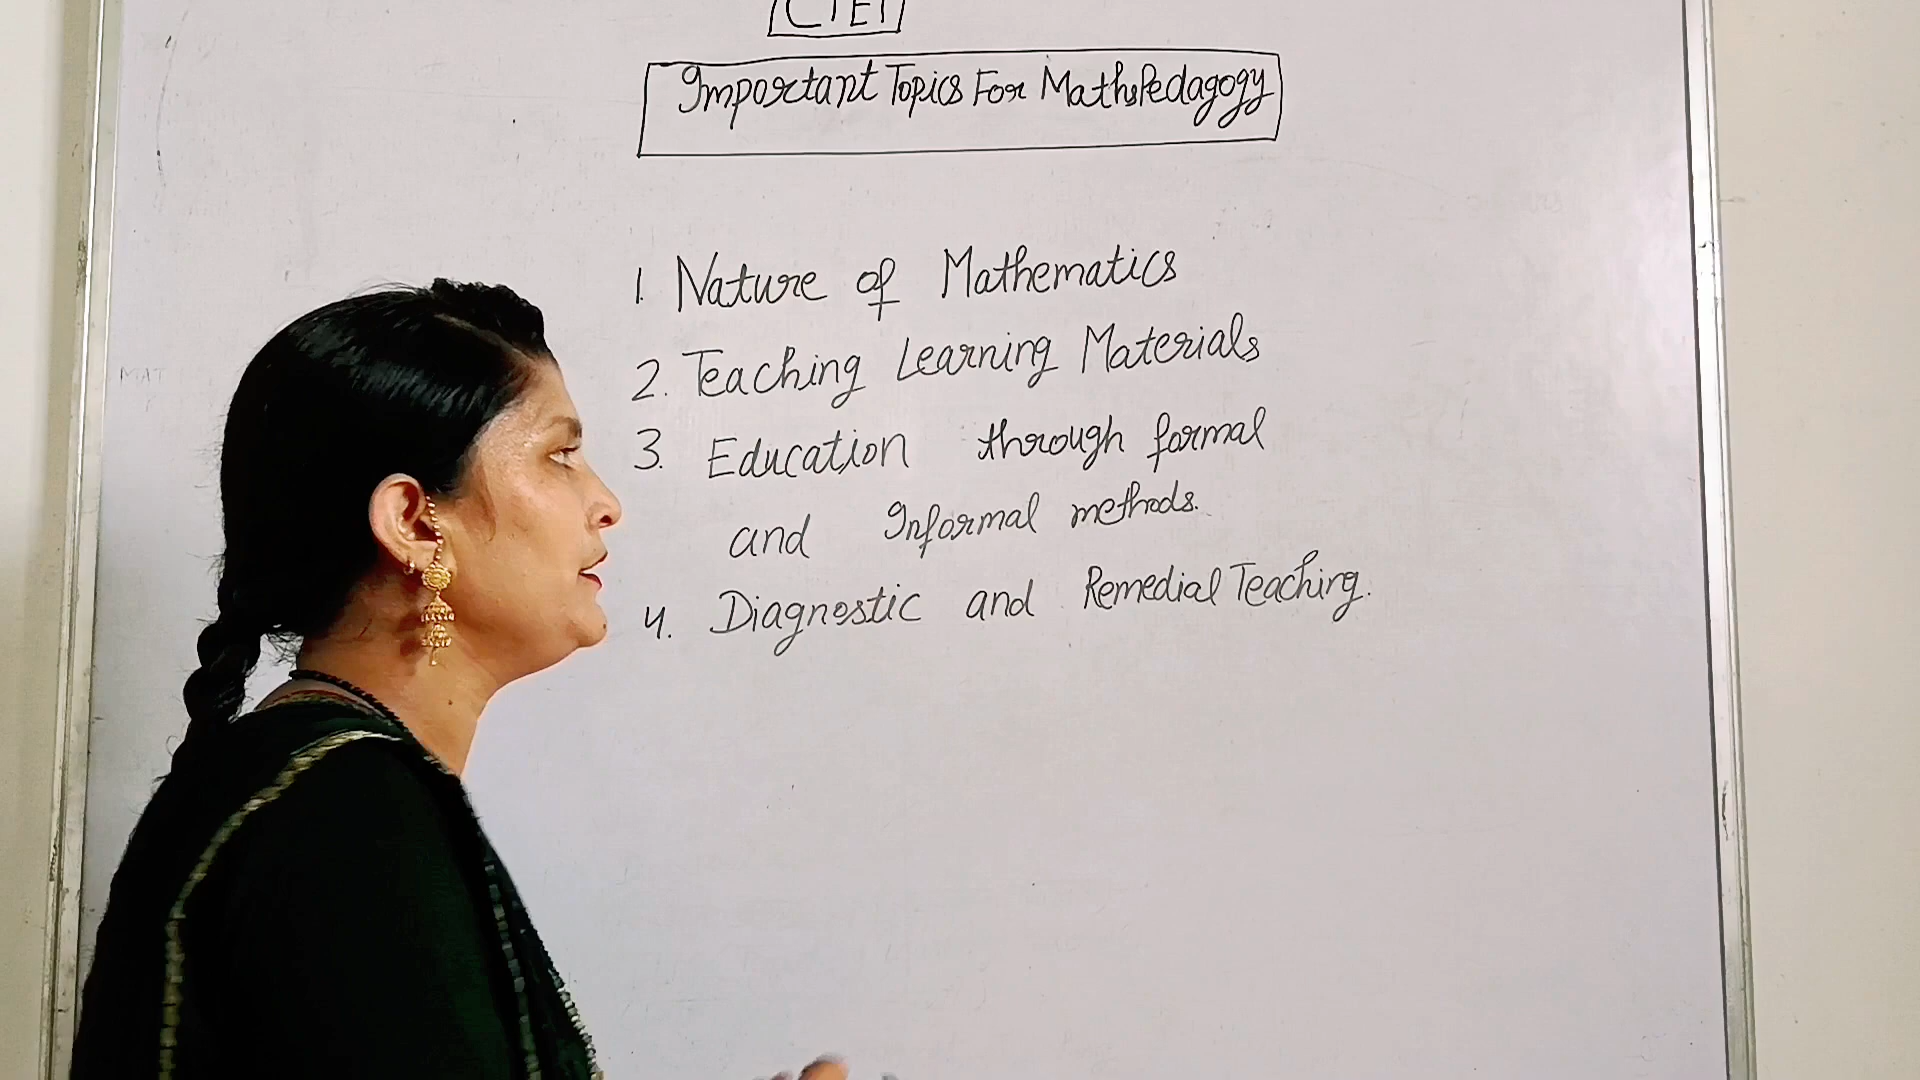 CTET
Important Topics For Maths Pedagogy
1. Nature of Mathematics
2. Teaching Learning Materials
3. Education through formal
and Informal methods.
4. Diagnostic and Remedial Teaching.
MAT